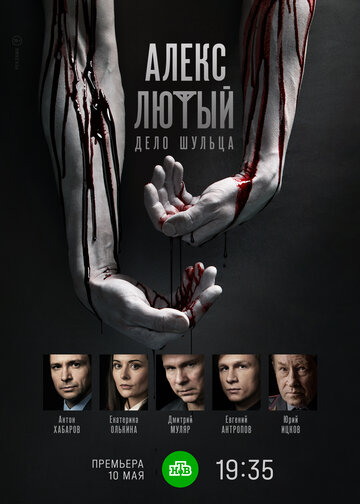 АЛЕКС
ЛЮТЫЙ
ДЕЛО ШУЛЬЦА
Антон
ХАБАРОВ
Екатерина
ОЛЬКИНА
Дмитрий
МУЛЯР
Евгений
АНТРОПОВ
Юрий
ИЦКОВ
ПРЕМЬЕРА
10 МАЯ
НТВ
19:35